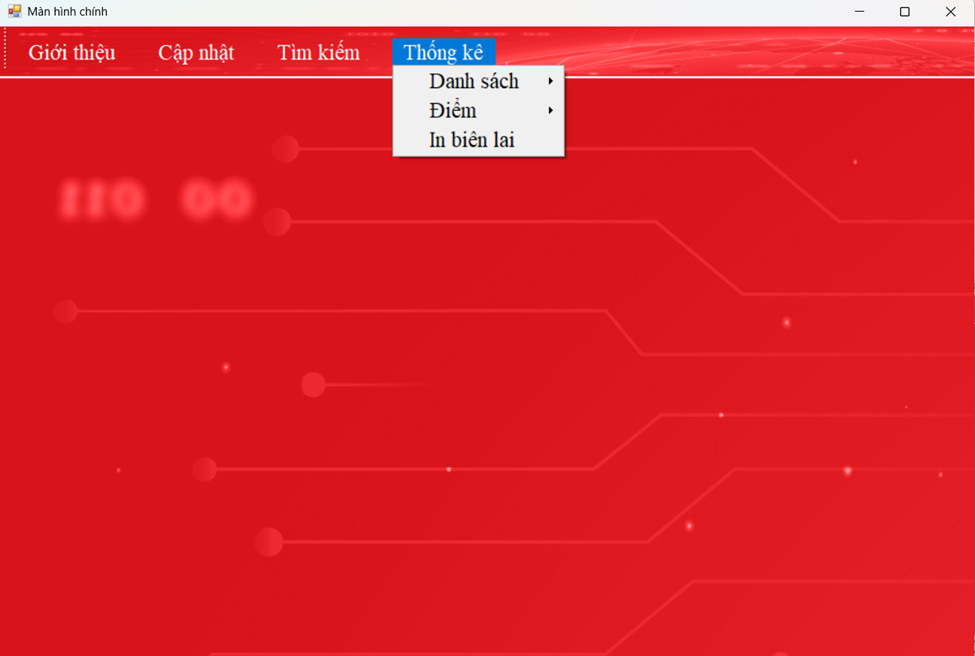 Màn hình chính
Giới thiệu Cập nhật Tìm kiếm Thống kê
Danh sách
Điểm
In biên lai